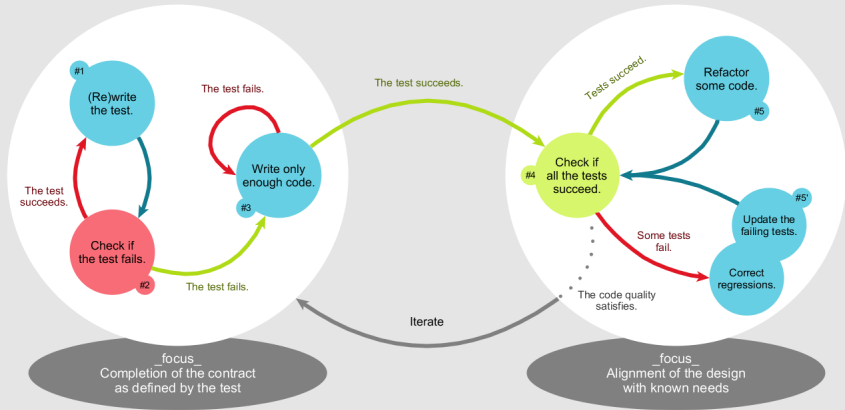 #1
(Re)write
the test.
The test
succeeds.
Check if
the test fails.
#2
The test fails.
The test fails.
Write only
enough code.
#3
The test succeeds.
Iterate
_focus_
Completion of the contract
as defined by the test
Tests succeed.
Refactor
some code.
#5
Check if
all the tests
succeed.
#4
#5'
Update the
failing tests.
Correct
regressions.
Some tests
fail.
The code quality
satisfies.
_focus_
Alignment of the design
with known needs